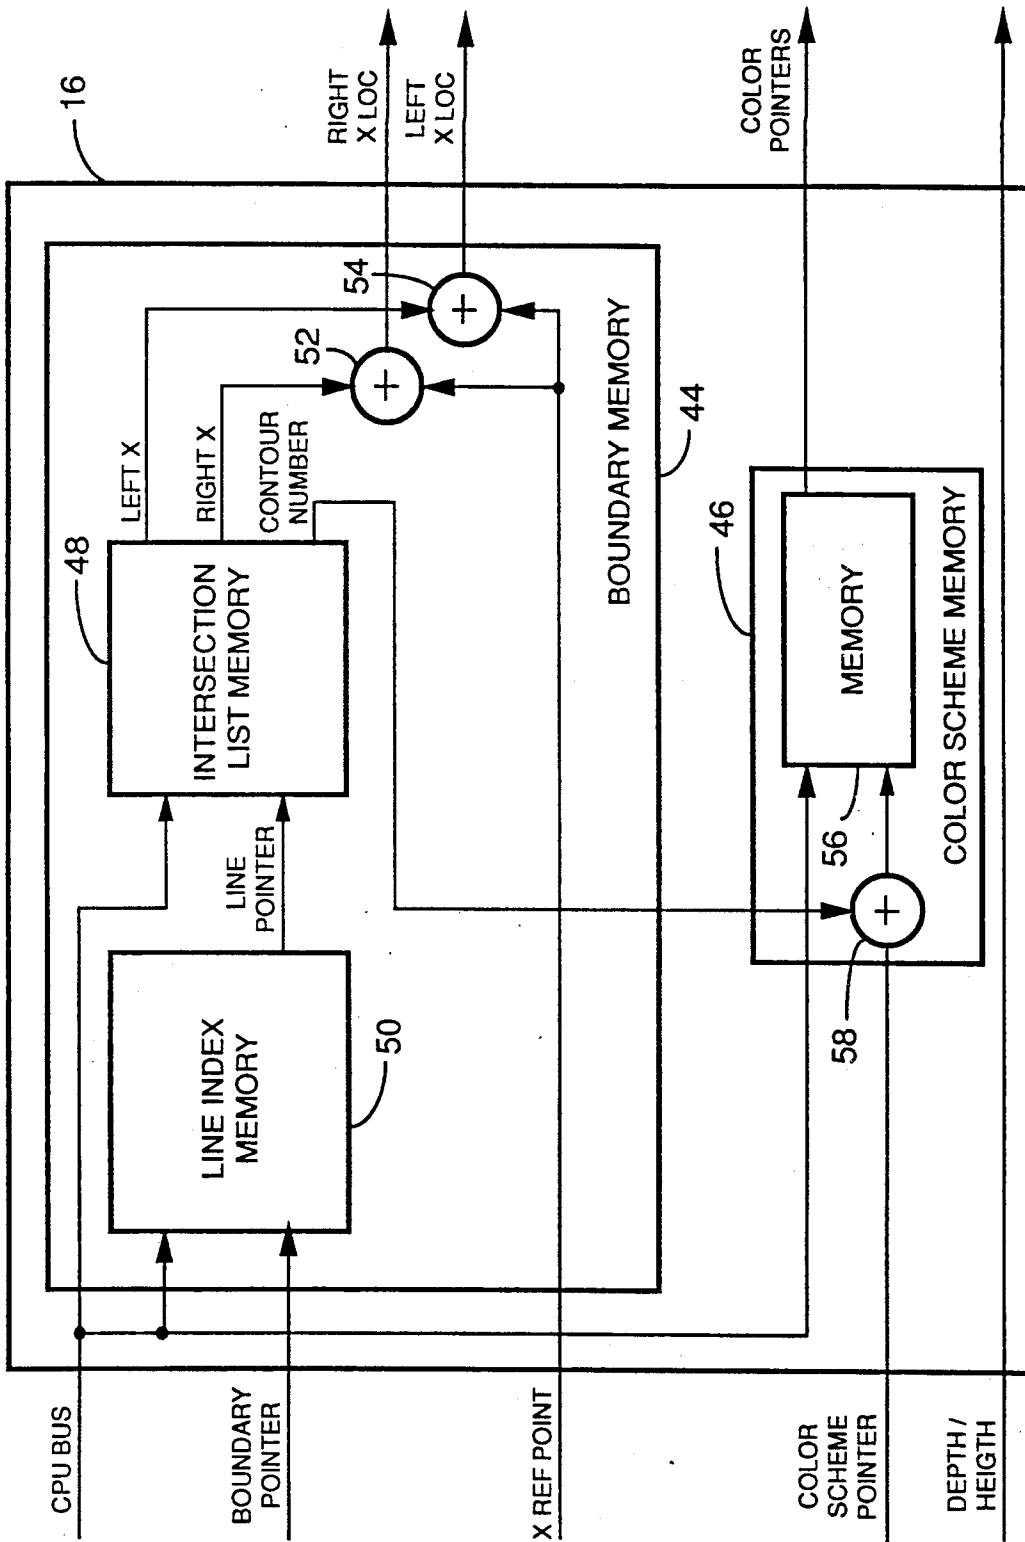 16
CPU BUS
BOUNDARY
POINTER
X REF POINT
COLOR
SCHEME
POINTER
DEPTH /
HEIGTH
LINE INDEX
MEMORY
50
LINE
POINTER
INTERSECTION
LIST MEMORY
48
LEFT X
RIGHT X
CONTOUR
NUMBER
52
+
54
+
BOUNDARY MEMORY
44
RIGHT
X LOC
LEFT
X LOC
58
+
56
MEMORY
46
COLOR SCHEME MEMORY
COLOR
POINTERS